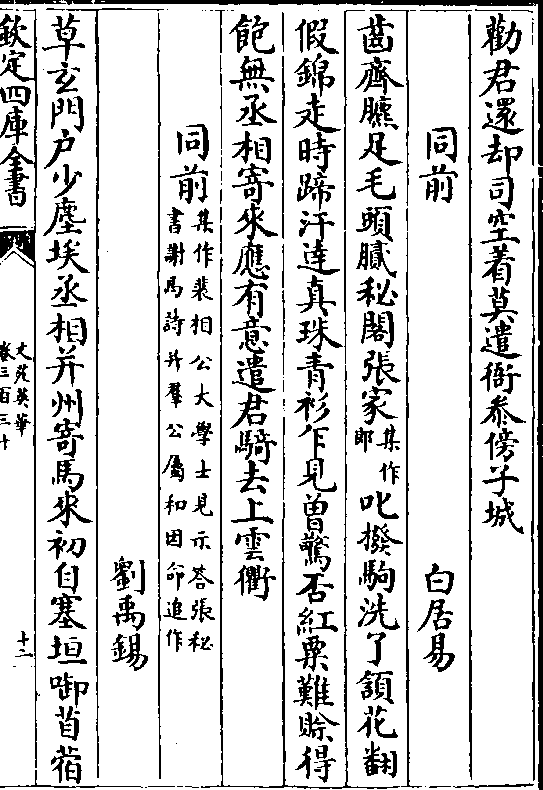 勸君還却司空着莫遣衙叅傍子城
同前　白居易
齒齊臕足毛頭膩秘閣張家集作郎叱撥駒洗了頷花翻
假錦走時蹄汗逹真珠青衫乍見曾驚否紅粟難賒得
飽無丞相寄來應有意遣君騎去上雲衢
同前集作裴相公大學士見示荅張秘
書謝馬詩并羣公屬和因命追作
劉禹錫
草玄門戶少塵埃丞相并州寄馬來初自塞垣啣苜蓿
欽定四庫全書
文苑英華
卷三百三十
十二